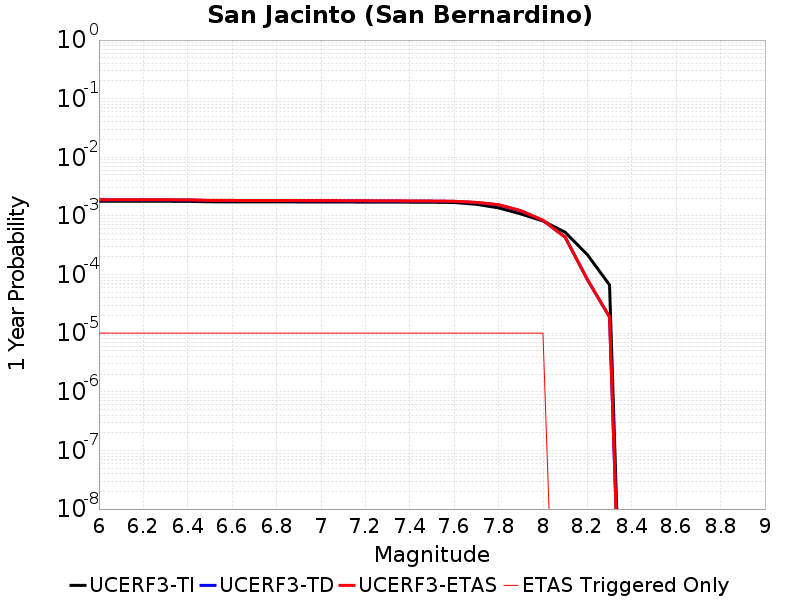 San Jacinto (San Bernardino)
10^0
10^-1
10^-2
10^-3
10^-4
10^-5
10^-6
10^-7
10^-8
1 Year Probability
6 6.2 6.4 6.6 6.8 7 7.2 7.4 7.6 7.8 8 8.2 8.4 8.6 8.8 9
Magnitude
UCERF3-TI UCERF3-TD UCERF3-ETAS ETAS Triggered Only